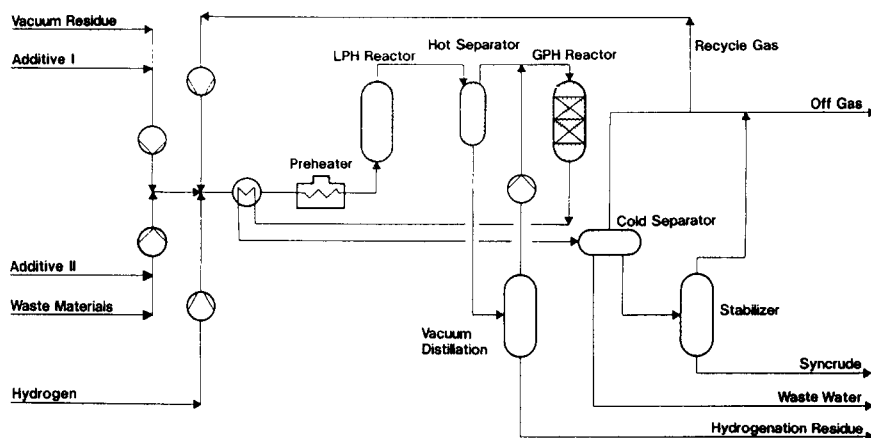 Vacuum Residue
Additive I
LPH Reactor
Hot Separator
GPH Reactor
Recycle Gas
Off Gas
Preheater
Cold Separator
Additive II
Waste Materials
Vacuum
Distillation
Stabilizer
Syncrude
Hydrogen
Waste Water
Hydrogenation Residue